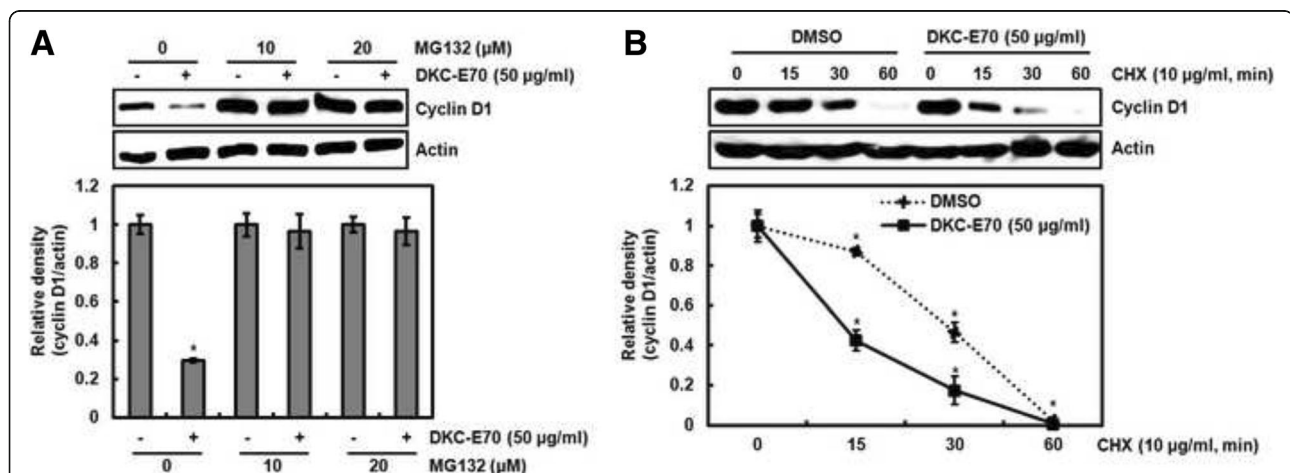 A
0 10 20 MG132 (µM)
- + - + - + DKC-E70 (50 µg/ml)
Cyclin D1
Actin
Relative density
(cyclin D1/actin)
1.2
1
0.8
0.6
0.4
0.2
0
*
- + - + - + DKC-E70 (50 µg/ml)
0 10 20 MG132 (µM)
B
DMSO DKC-E70 (50 µg/ml)
0 15 30 60 0 15 30 60 CHX (10 µg/ml, min)
Cyclin D1
Actin
Relative density
(cyclin D1/actin)
1.2
1
0.8
0.6
0.4
0.2
0
DMSO
DKC-E70 (50 µg/ml)
*
*
*
*
*
0 15 30 60 CHX (10 µg/ml, min)